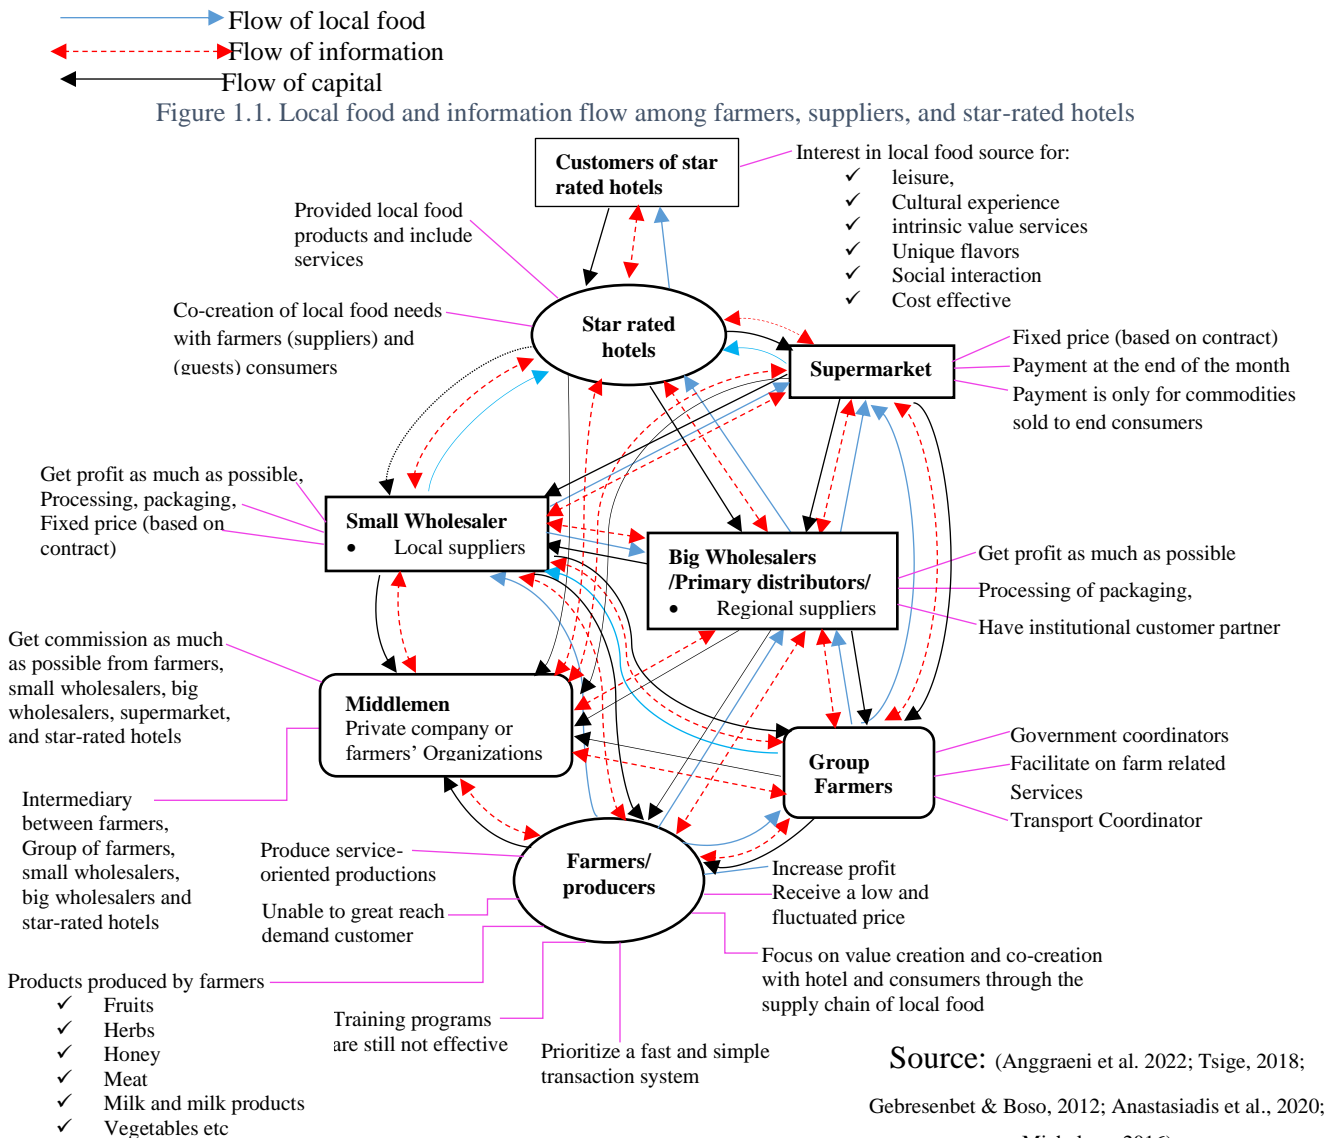 Flow of local food
Flow of information
Flow of capital
Figure 1.1. Local food and information flow among farmers, suppliers, and star-rated hotels
Customers of star
rated hotels
Interest in local food source for:
✓ leisure,
✓ Cultural experience
✓ intrinsic value services
✓ Unique flavors
✓ Social interaction
✓ Cost effective
Provided local food
products and include
services
Co-creation of local food needs
with farmers (suppliers) and
(guests) consumers
Star rated
hotels
Supermarket
Fixed price (based on contract)
Payment at the end of the month
Payment is only for commodities
sold to end consumers
Get profit as much as possible,
Processing, packaging,
Fixed price (based on
contract)
Small Wholesaler
• Local suppliers
Big Wholesalers
/Primary distributors/
• Regional suppliers
Get profit as much as possible
Processing of packaging,
Have institutional customer partner
Get commission as much
as possible from farmers,
small wholesalers, big
wholesalers, supermarket,
and star-rated hotels
Middlemen
Private company or
farmers’ Organizations
Group
Farmers
Government coordinators
Facilitate on farm related
Services
Transport Coordinator
Intermediary
between farmers,
Group of farmers,
small wholesalers,
big wholesalers and
star-rated hotels
Produce service-
oriented productions
Unable to great reach
demand customer
Farmers/
producers
Increase profit
Receive a low and
fluctuated price
Focus on value creation and co-creation
with hotel and consumers through the
supply chain of local food
Products produced by farmers
✓ Fruits
✓ Herbs
✓ Honey
✓ Meat
✓ Milk and milk products
✓ Vegetables etc
Training programs
are still not effective
Prioritize a fast and simple
transaction system
Source: (Anggraeni et al. 2022; Tsige, 2018;
Gebresenbet & Boso, 2012; Anastasiadis et al., 2020;